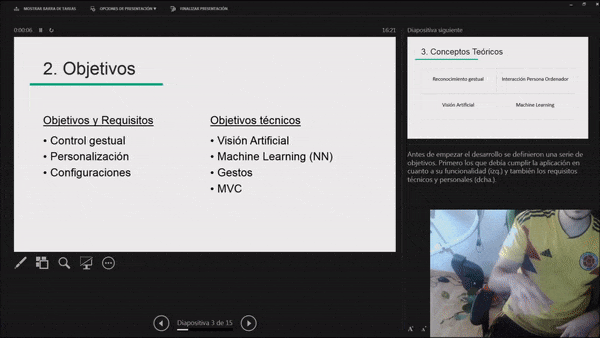 MOSTRAR BARRA DE TAREAS
OPCIONES DE PRESENTACIÓN ▼
FINALIZAR PRESENTACIÓN
0:00:06
16:21
2. Objetivos
Objetivos y Requisitos
• Control gestual
• Personalización
• Configuraciones
Objetivos técnicos
• Visión Artificial
• Machine Learning (NN)
• Gestos
• MVC
Diapositiva 3 de 15
Diapositiva siguiente
3. Conceptos Teóricos
Reconocimiento gestual
Interacción Persona Ordenador
Visión Artificial
Machine Learning
Antes de empezar el desarrollo se definieron una serie de
objetivos. Primero los que debía cumplir la aplicación en
cuanto a su funcionalidad (izq.) y también los requisitos
técnicos y personales (dcha.).
A
A